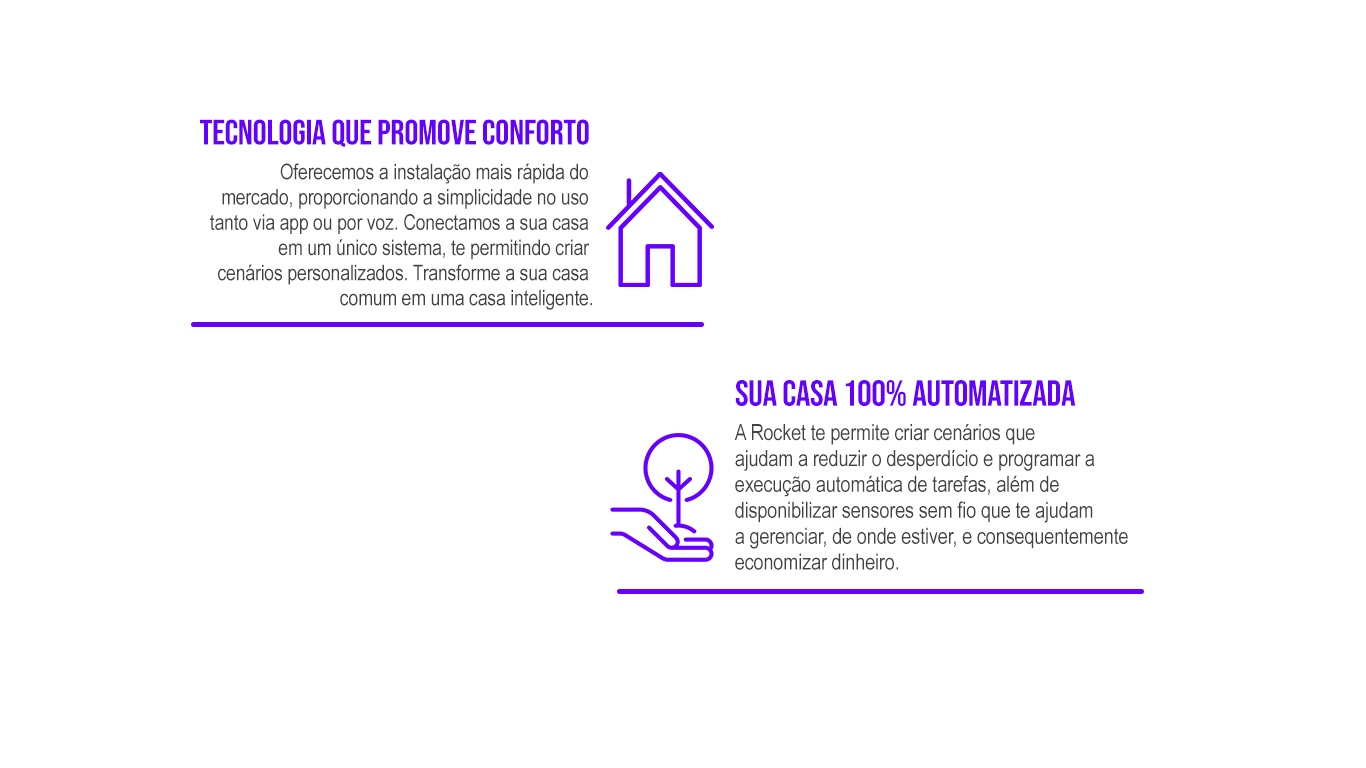 TECNOLOGIA QUE PROMOVE CONFORTO
Oferecemos a instalação mais rápida do
mercado, proporcionando a simplicidade no uso
tanto via app ou por voz. Conectamos a sua casa
em um único sistema, te permitindo criar
cenários personalizados. Transforme a sua casa
comum em uma casa inteligente.
SUA CASA 100% AUTOMATIZADA
A Rocket te permite criar cenários que
ajudam a reduzir o desperdício e programar a
execução automática de tarefas, além de
disponibilizar sensores sem fio que te ajudam
a gerenciar, de onde estiver, e consequentemente
economizar dinheiro.